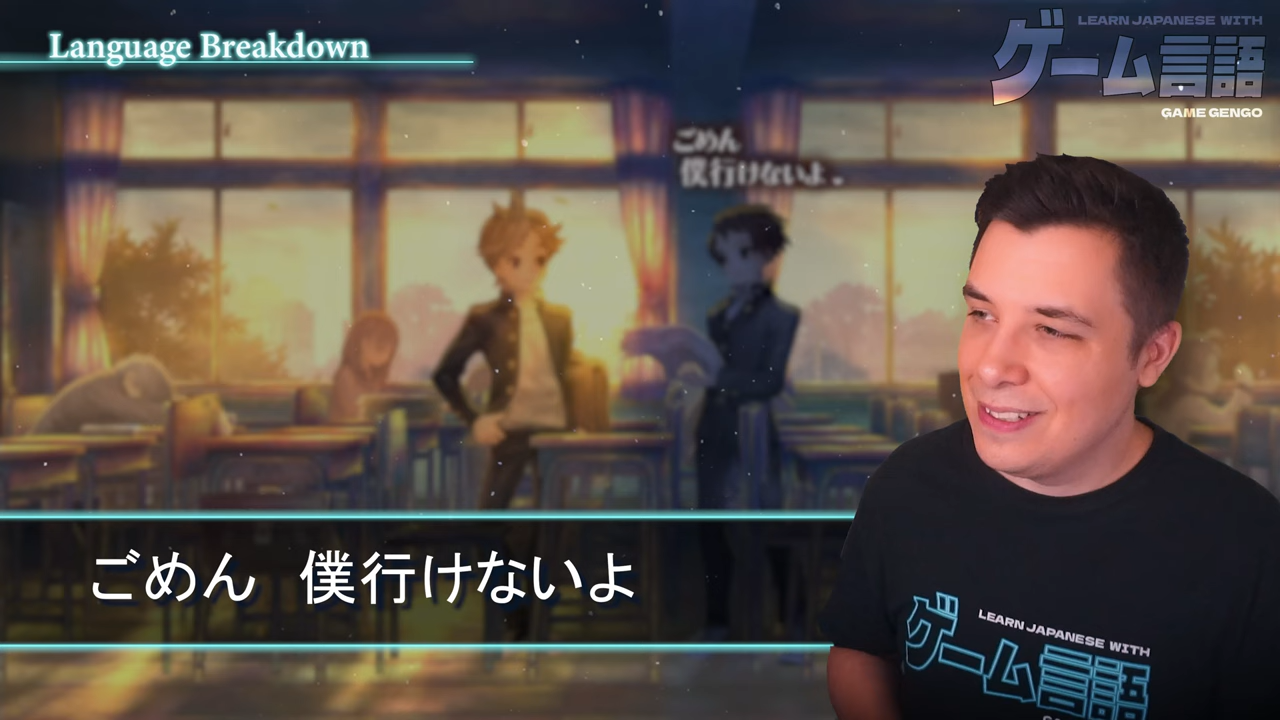 Language Breakdown
LEARN JAPANESE WITH
ゲーム言語
GAME GENGO
ごめん
僕行けないよ。
ごめん　僕行けないよ
LEARN JAPANESE WITH
ゲーム言語